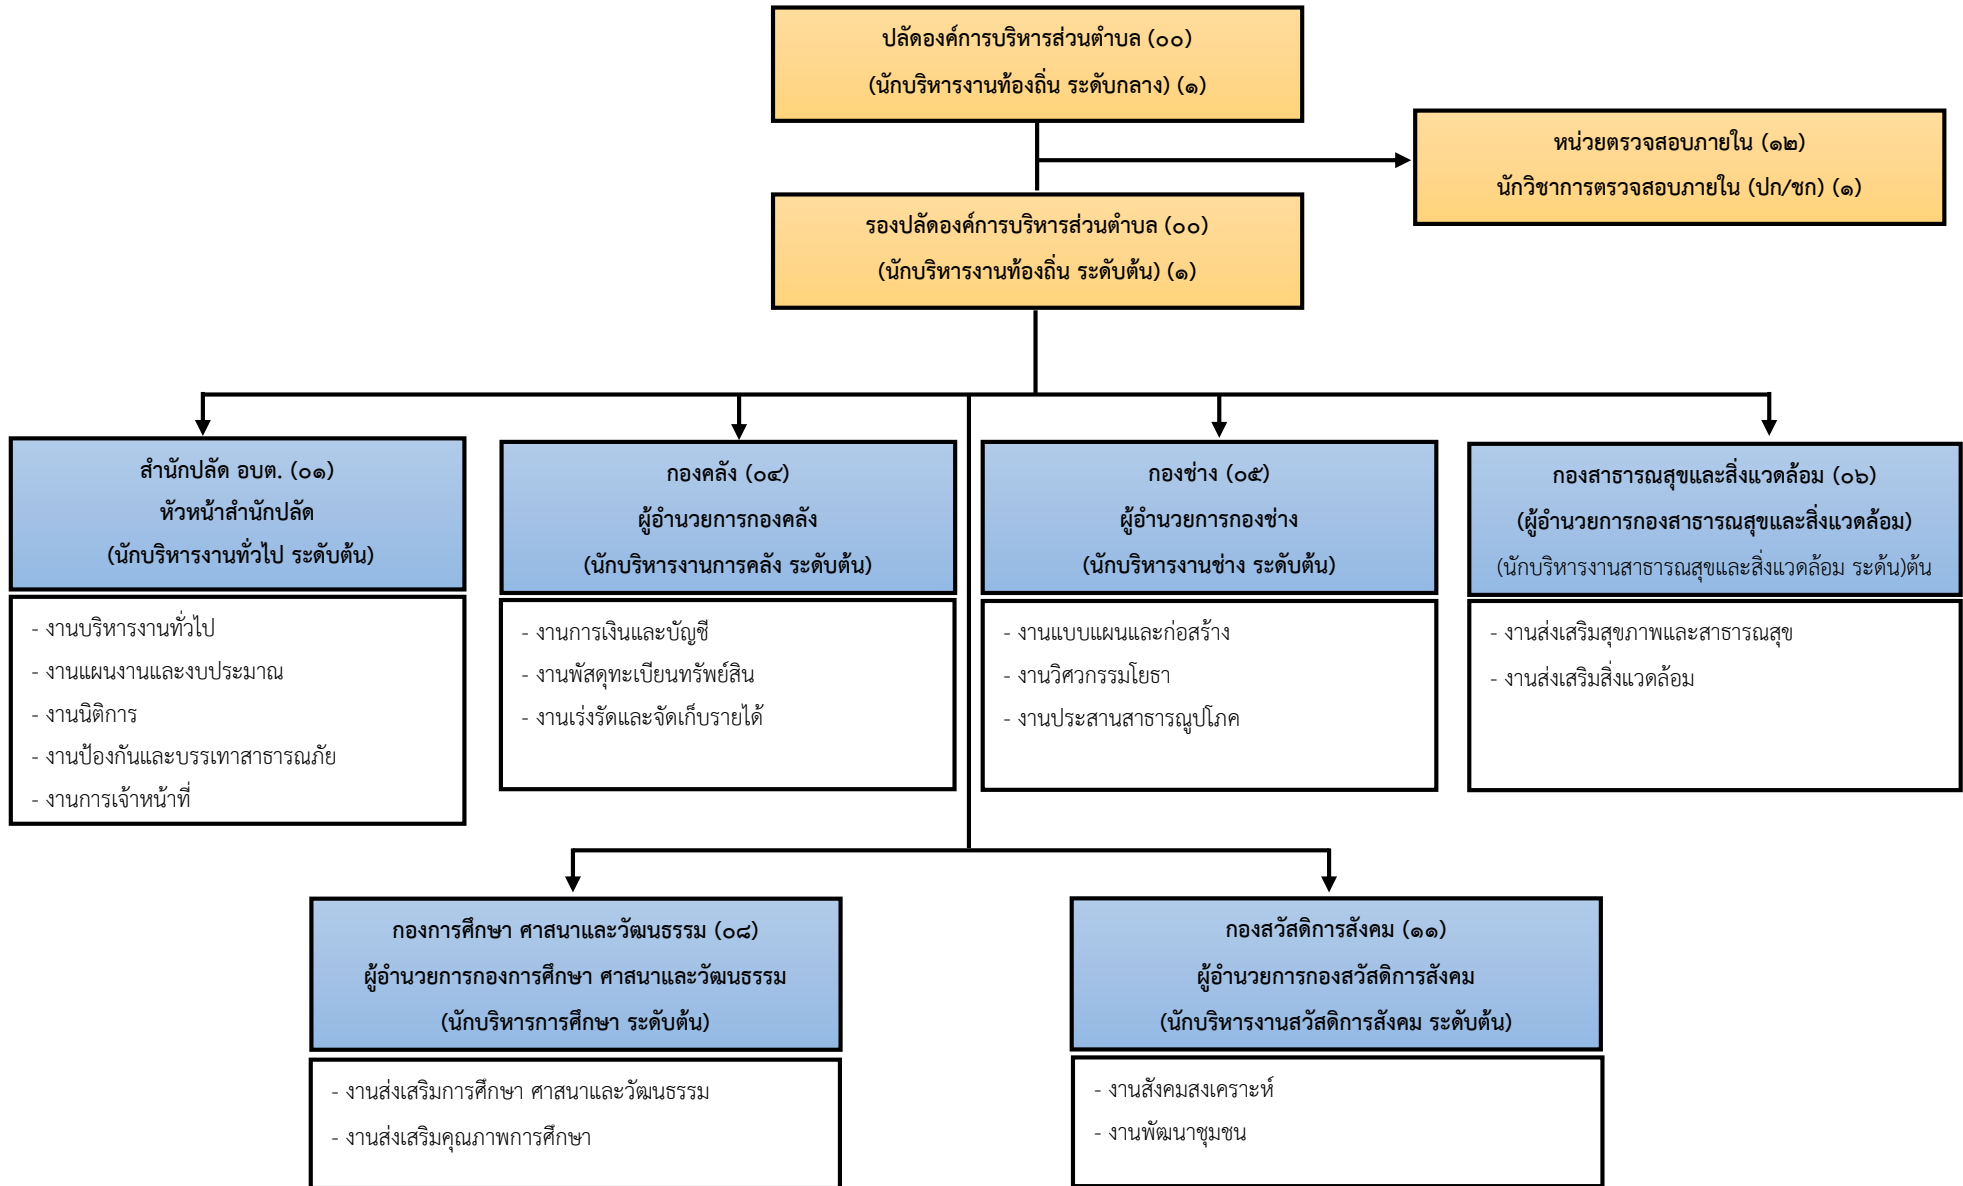 ปลัดองค์การบริหารส่วนตำบล (๐๐)
(นักบริหารงานท้องถิ่น ระดับกลาง) (๑)
หน่วยตรวจสอบภายใน (๑๒)
นักวิชาการตรวจสอบภายใน (ปก/ชก) (๑)
รองปลัดองค์การบริหารส่วนตำบล (๐๐)
(นักบริหารงานท้องถิ่น ระดับต้น) (๑)
สำนักปลัด อบต. (๐๑)
หัวหน้าสำนักปลัด
(นักบริหารงานทั่วไป ระดับต้น)
- งานบริหารงานทั่วไป
- งานแผนงานและงบประมาณ
- งานนิติการ
- งานป้องกันและบรรเทาสาธารณภัย
- งานการเจ้าหน้าที่
กองคลัง (๐๔)
ผู้อำนวยการกองคลัง
(นักบริหารงานการคลัง ระดับต้น)
- งานการเงินและบัญชี
- งานพัสดุทะเบียนทรัพย์สิน
- งานเร่งรัดและจัดเก็บรายได้
กองช่าง (๐๕)
ผู้อำนวยการกองช่าง
(นักบริหารงานช่าง ระดับต้น)
- งานแบบแผนและก่อสร้าง
- งานวิศวกรรมโยธา
- งานประสานสาธารณูปโภค
กองสาธารณสุขและสิ่งแวดล้อม (๐๖)
(ผู้อำนวยการกองสาธารณสุขและสิ่งแวดล้อม)
(นักบริหารงานสาธารณสุขและสิ่งแวดล้อม ระดัน)ต้น
- งานส่งเสริมสุขภาพและสาธารณสุข
- งานส่งเสริมสิ่งแวดล้อม
กองการศึกษา ศาสนาและวัฒนธรรม (๐๘)
ผู้อำนวยการกองการศึกษา ศาสนาและวัฒนธรรม
(นักบริหารการศึกษา ระดับต้น)
- งานส่งเสริมการศึกษา ศาสนาและวัฒนธรรม
- งานส่งเสริมคุณภาพการศึกษา
กองสวัสดิการสังคม (๑๑)
ผู้อำนวยการกองสวัสดิการสังคม
(นักบริหารงานสวัสดิการสังคม ระดับต้น)
- งานสังคมสงเคราะห์
- งานพัฒนาชุมชน